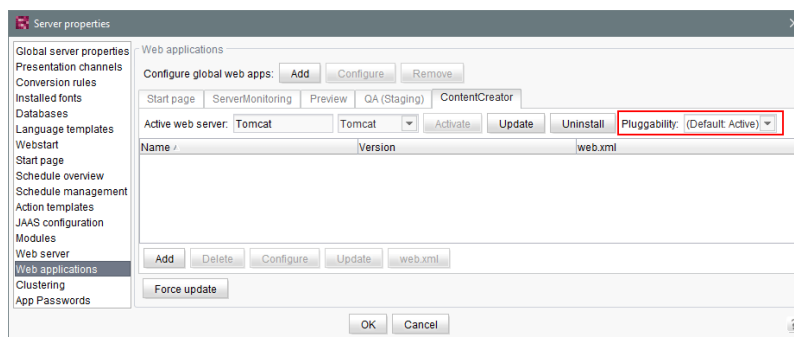 Server properties
Global server properties
Presentation channels
Conversion rules
Installed fonts
Databases
Language templates
Webstart
Start page
Schedule overview
Schedule management
Action templates
JAAS configuration
Modules
Web server
Web applications
Clustering
App Passwords
Web applications
Configure global web apps: Add Configure Remove
Start page ServerMonitoring Preview QA (Staging) ContentCreator
Active web server: Tomcat Tomcat Activate Update Uninstall Pluggability: (Default: Active)
Name Version web.xml
Add Delete Configure Update web.xml
Force update
OK Cancel